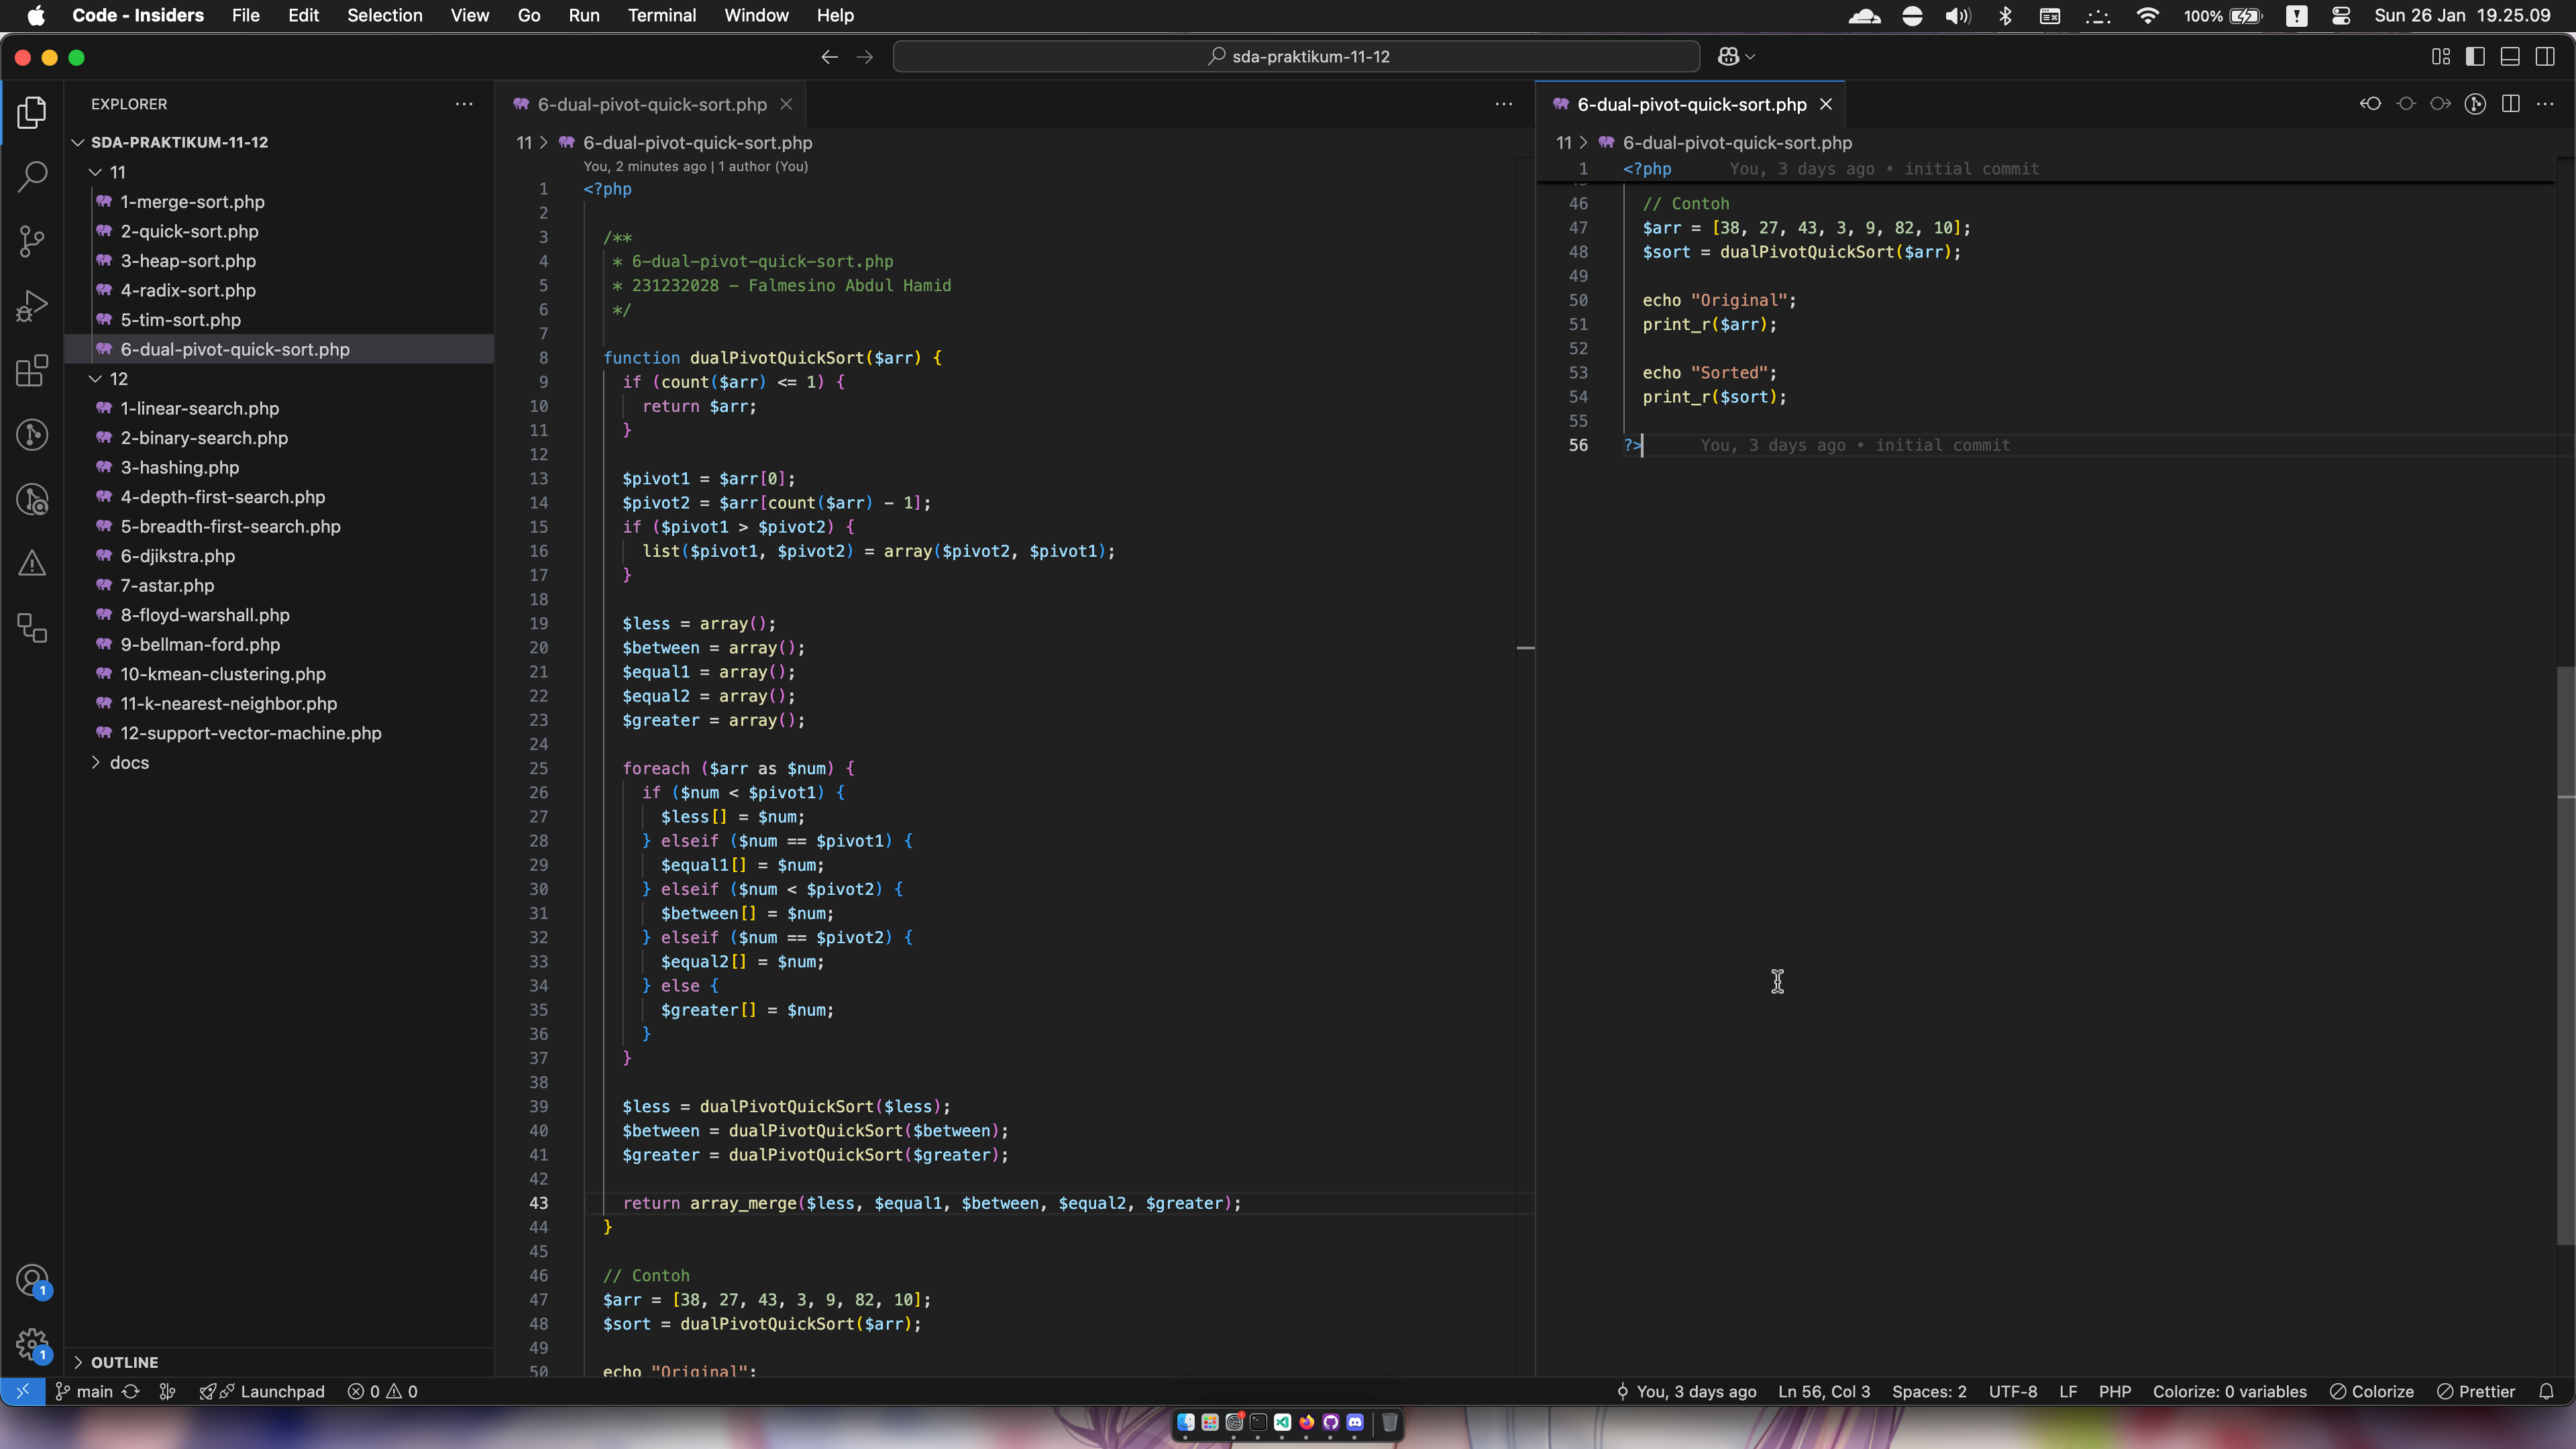 Code - Insiders File Edit Selection View Go Run Terminal Window Help 100% Sun 26 Jan 19.25.09
sda-praktikum-11-12
EXPLORER
SDA-PRAKTIKUM-11-12
11
1-merge-sort.php
2-quick-sort.php
3-heap-sort.php
4-radix-sort.php
5-tim-sort.php
6-dual-pivot-quick-sort.php
12
1-linear-search.php
2-binary-search.php
3-hashing.php
4-depth-first-search.php
5-breadth-first-search.php
6-djikstra.php
7-astar.php
8-floyd-warshall.php
9-bellman-ford.php
10-kmean-clustering.php
11-k-nearest-neighbor.php
12-support-vector-machine.php
docs
OUTLINE
1
1
6-dual-pivot-quick-sort.php
11 > 6-dual-pivot-quick-sort.php
You, 2 minutes ago | 1 author (You)
1 <?php
2
3 /**
4 * 6-dual-pivot-quick-sort.php
5 * 231232028 - Falmesino Abdul Hamid
6 */
7
8 function dualPivotQuickSort($arr) {
9 if (count($arr) <= 1) {
10 return $arr;
11 }
12
13 $pivot1 = $arr[0];
14 $pivot2 = $arr[count($arr) - 1];
15 if ($pivot1 > $pivot2) {
16 list($pivot1, $pivot2) = array($pivot2, $pivot1);
17 }
18
19 $less = array();
20 $between = array();
21 $equal1 = array();
22 $equal2 = array();
23 $greater = array();
24
25 foreach ($arr as $num) {
26 if ($num < $pivot1) {
27 $less[] = $num;
28 } elseif ($num == $pivot1) {
29 $equal1[] = $num;
30 } elseif ($num < $pivot2) {
31 $between[] = $num;
32 } elseif ($num == $pivot2) {
33 $equal2[] = $num;
34 } else {
35 $greater[] = $num;
36 }
37 }
38
39 $less = dualPivotQuickSort($less);
40 $between = dualPivotQuickSort($between);
41 $greater = dualPivotQuickSort($greater);
42
43 return array_merge($less, $equal1, $between, $equal2, $greater);
44 }
45
46 // Contoh
47 $arr = [38, 27, 43, 3, 9, 82, 10];
48 $sort = dualPivotQuickSort($arr);
49
50 echo "Original";
6-dual-pivot-quick-sort.php
11 > 6-dual-pivot-quick-sort.php
1 <?php You, 3 days ago • initial commit
46 // Contoh
47 $arr = [38, 27, 43, 3, 9, 82, 10];
48 $sort = dualPivotQuickSort($arr);
49
50 echo "Original";
51 print_r($arr);
52
53 echo "Sorted";
54 print_r($sort);
55
56 ?> You, 3 days ago • initial commit
main Launchpad 0 0 You, 3 days ago Ln 56, Col 3 Spaces: 2 UTF-8 LF PHP Colorize: 0 variables Colorize Prettier